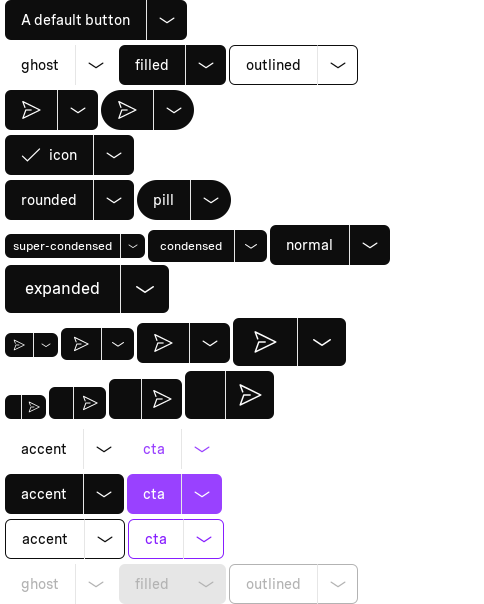 A default button
ghost filled outlined
icon
rounded pill
super-condensed condensed normal
expanded
accent cta
accent cta
accent cta
ghost filled outlined